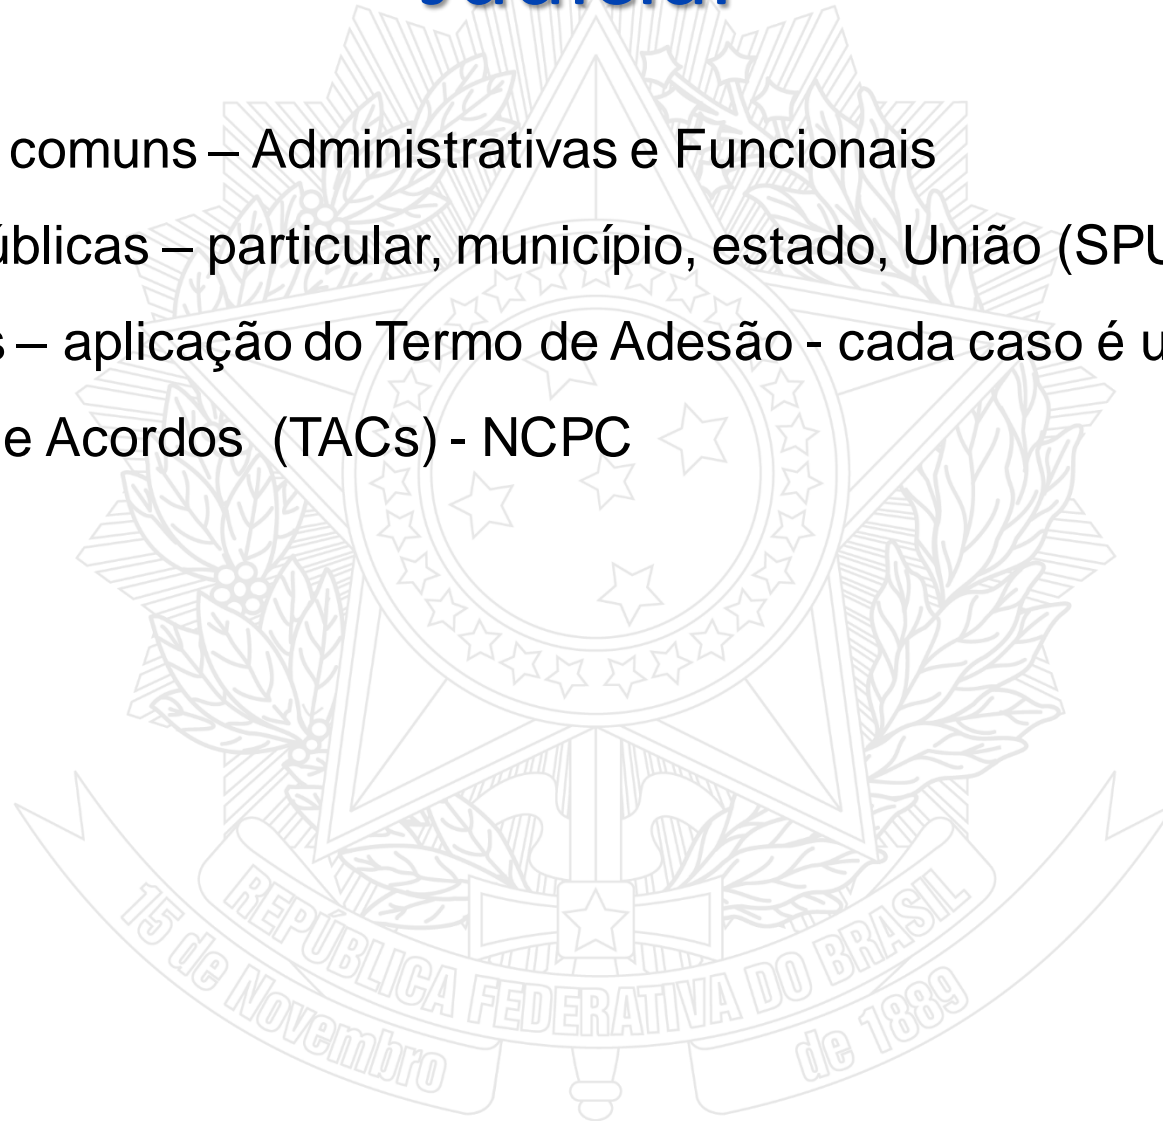 comuns – Administrativas e Funcionais
úblicas – particular, município, estado, União (SPU
s – aplicação do Termo de Adesão - cada caso é u
e Acordos (TACs) - NCPC
REPÚBLICA FEDERATIVA DO BRASIL
15 de Novembro de 1889